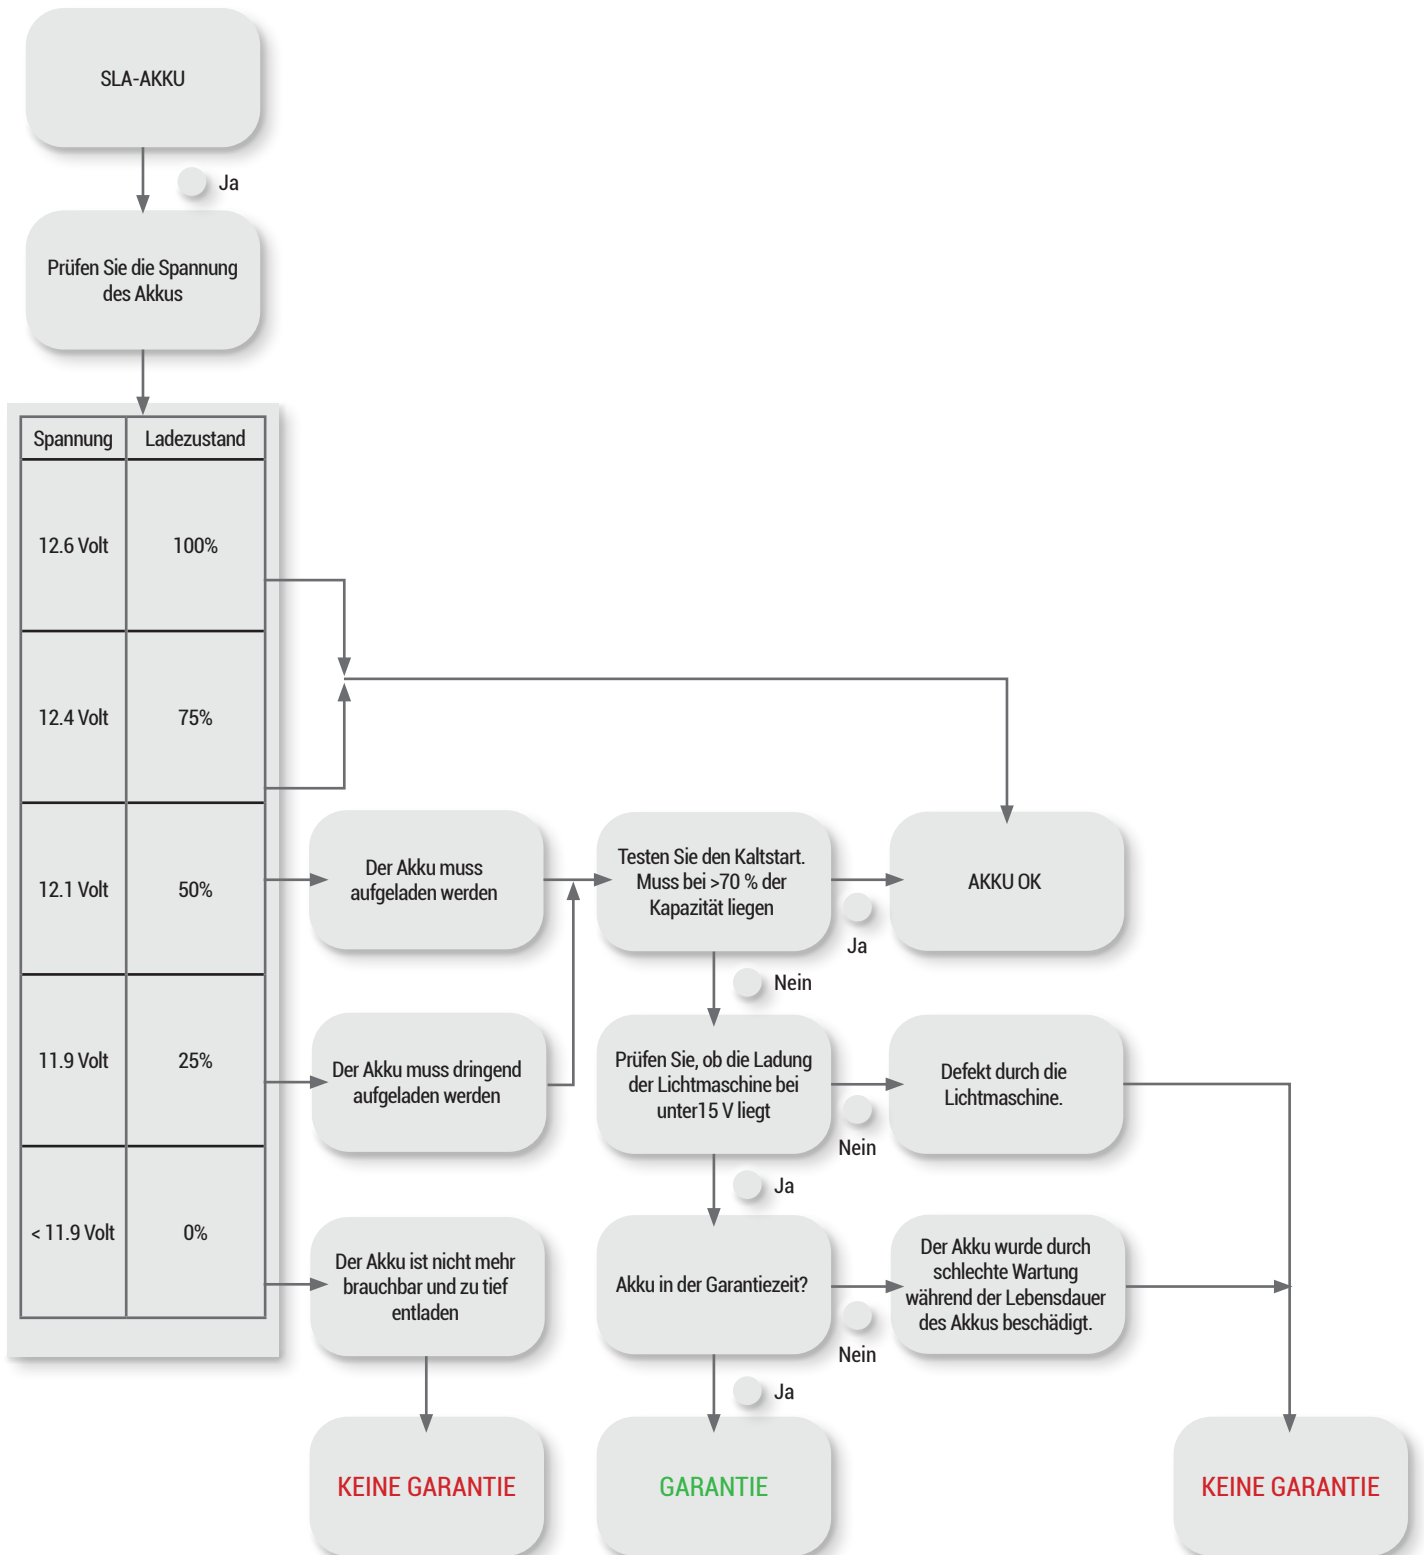 SLA-AKKU
Ja
Prüfen Sie die Spannung
des Akkus
Spannung Ladezustand
12.6 Volt 100%
12.4 Volt 75%
12.1 Volt 50%
11.9 Volt 25%
< 11.9 Volt 0%
Der Akku muss
aufgeladen werden
Testen Sie den Kaltstart.
Muss bei >70 % der
Kapazität liegen
AKKU OK
Ja
Nein
Der Akku muss dringend
aufgeladen werden
Prüfen Sie, ob die Ladung
der Lichtmaschine bei
unter15 V liegt
Defekt durch die
Lichtmaschine.
Nein
Ja
Der Akku ist nicht mehr
brauchbar und zu tief
entladen
Akku in der Garantiezeit?
Der Akku wurde durch
schlechte Wartung
während der Lebensdauer
des Akkus beschädigt.
Nein
Ja
KEINE GARANTIE
GARANTIE
KEINE GARANTIE